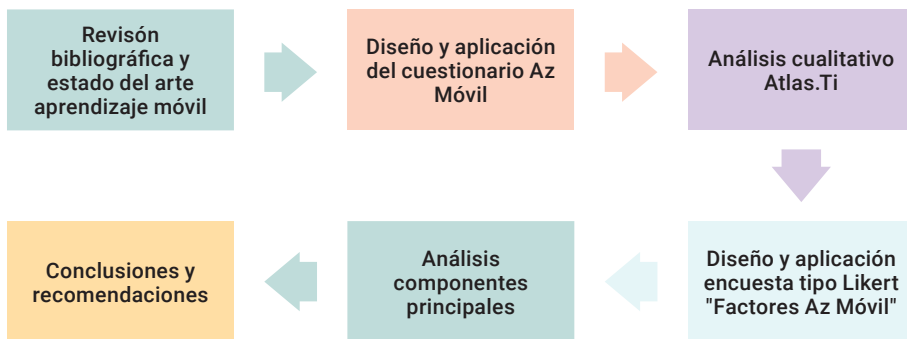 Revisón
bibliográfica y
estado del arte
aprendizaje móvil
Diseño y aplicación
del cuestionario Az
Móvil
Análisis cualitativo
Atlas.Ti
Diseño y aplicación
encuesta tipo Likert
"Factores Az Móvil"
Análisis
componentes
principales
Conclusiones y
recomendaciones